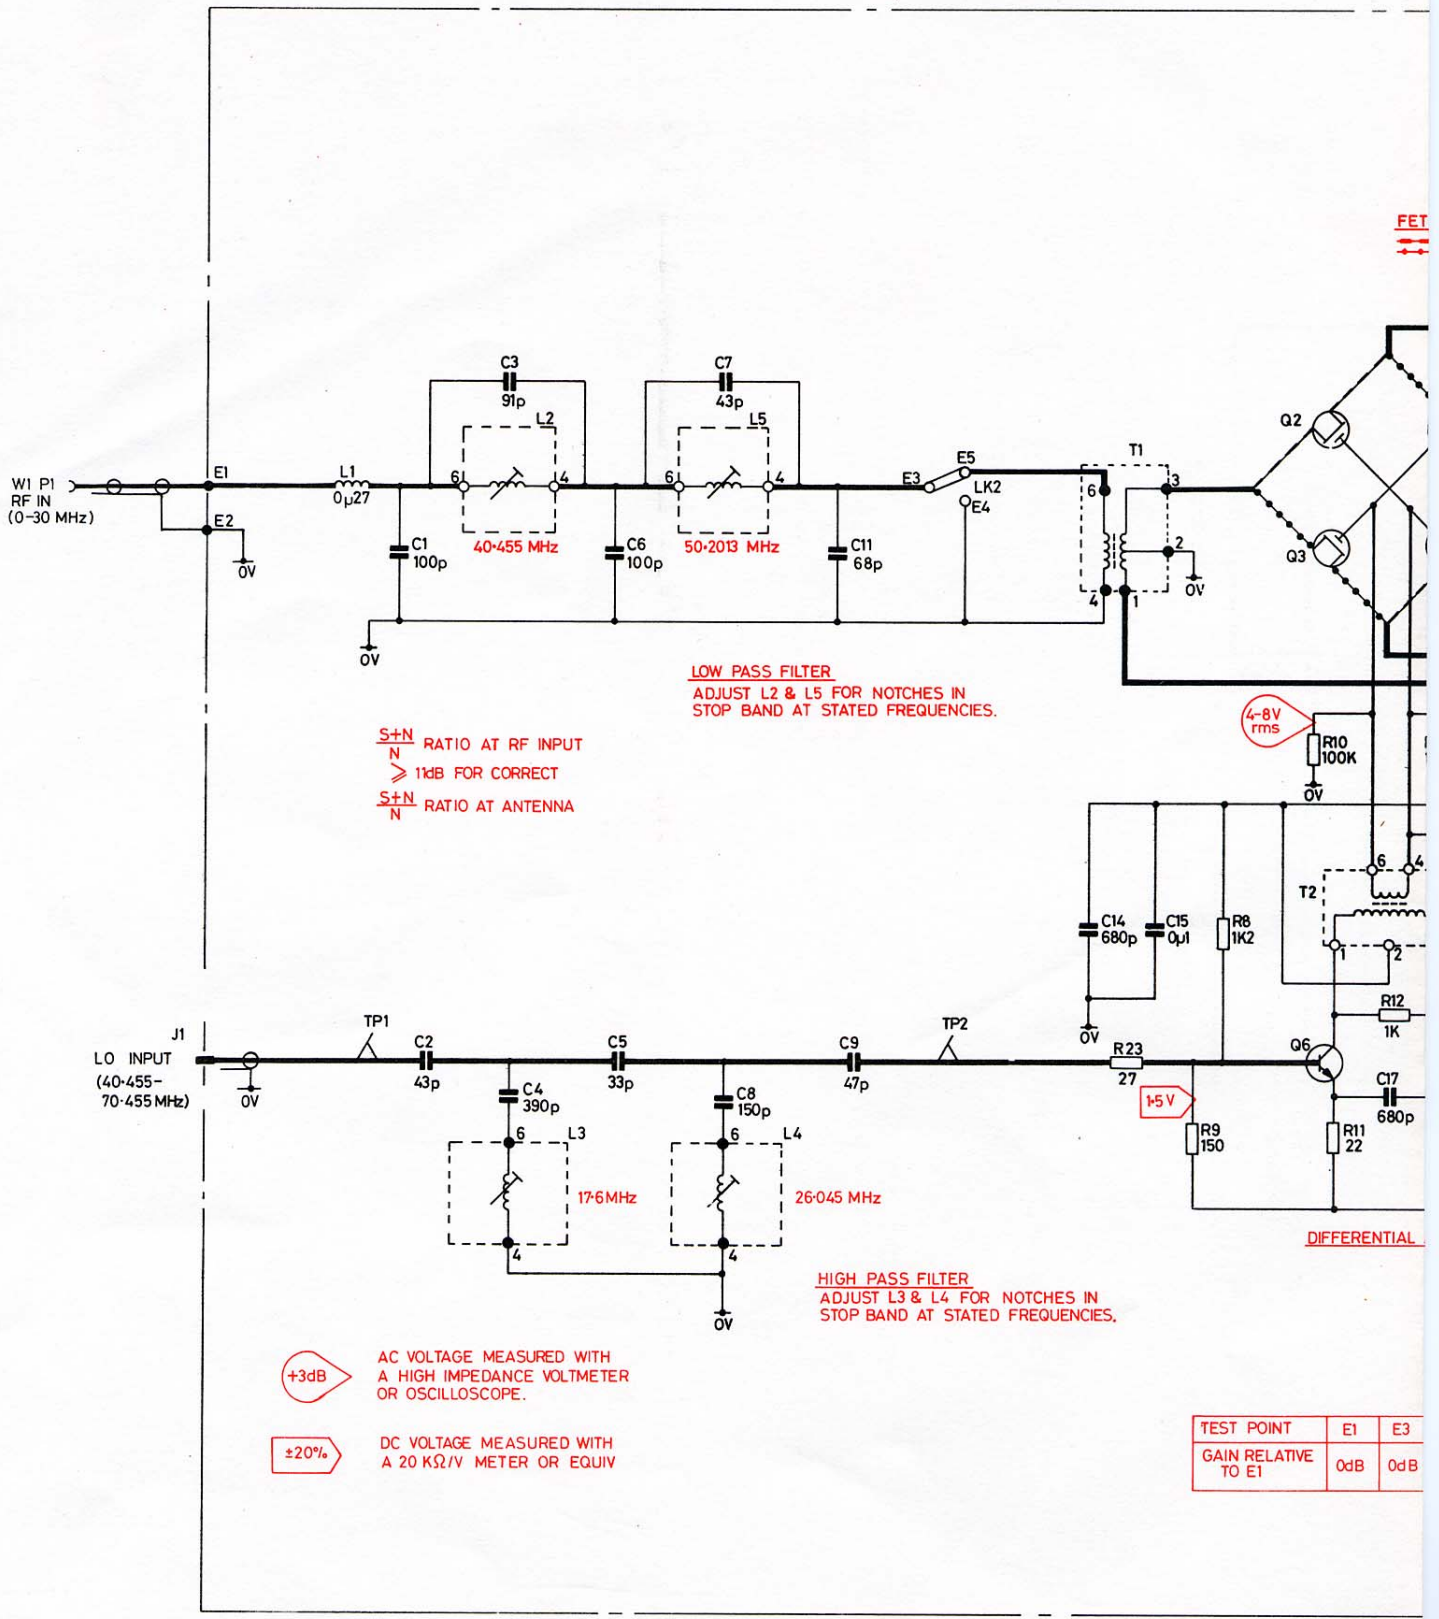 FET
C3
91p
C7
43p
L2
L5
Q2
W1 P1
RF IN
(0-30 MHz)
E1
L1
0µ27
6
4
6
4
E3
E5
LK2
E4
T1
6
3
E2
0V
C1
100p
40·455 MHz
C6
100p
50·2013 MHz
C11
68p
2
4
1
0V
Q3
0V
LOW PASS FILTER
ADJUST L2 & L5 FOR NOTCHES IN
STOP BAND AT STATED FREQUENCIES.
S+N
N
RATIO AT RF INPUT
⩾ 11dB FOR CORRECT
S+N
N
RATIO AT ANTENNA
4-8V
rms
R10
100K
0V
6
4
T2
C14
680p
C15
0µ1
R8
1K2
1
2
0V
R12
1K
J1
LO INPUT
(40·455-
70·455 MHz)
0V
TP1
C2
43p
C5
33p
C9
47p
TP2
R23
27
Q6
C4
390p
C8
150p
1·5 V
R9
150
C17
680p
R11
22
6
L3
17·6MHz
4
6
L4
26·045 MHz
4
0V
DIFFERENTIAL
HIGH PASS FILTER
ADJUST L3 & L4 FOR NOTCHES IN
STOP BAND AT STATED FREQUENCIES.
+3dB
AC VOLTAGE MEASURED WITH
A HIGH IMPEDANCE VOLTMETER
OR OSCILLOSCOPE.
±20%
DC VOLTAGE MEASURED WITH
A 20 KΩ/V METER OR EQUIV
TEST POINT E1 E3
GAIN RELATIVE
TO E1
0dB 0dB